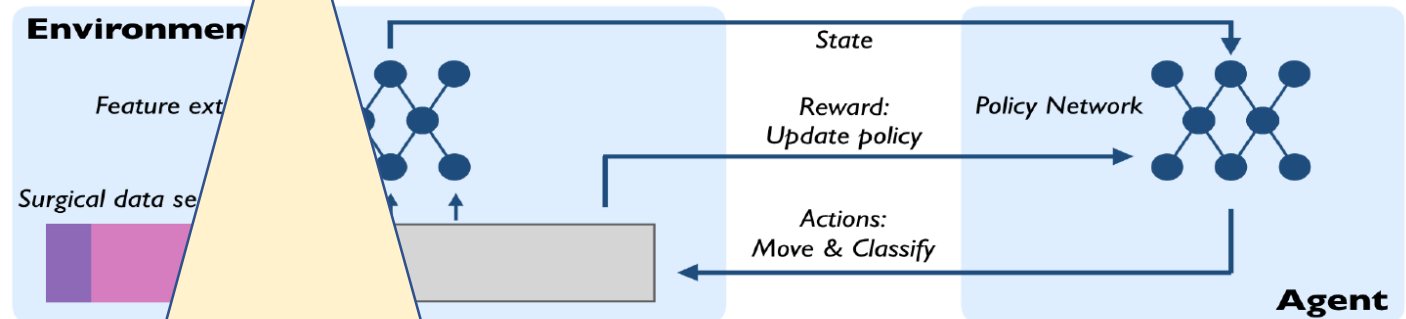 Environmen
State
Feature ext
Reward:
Update policy
Policy Network
Surgical data se
Actions:
Move & Classify
Agent